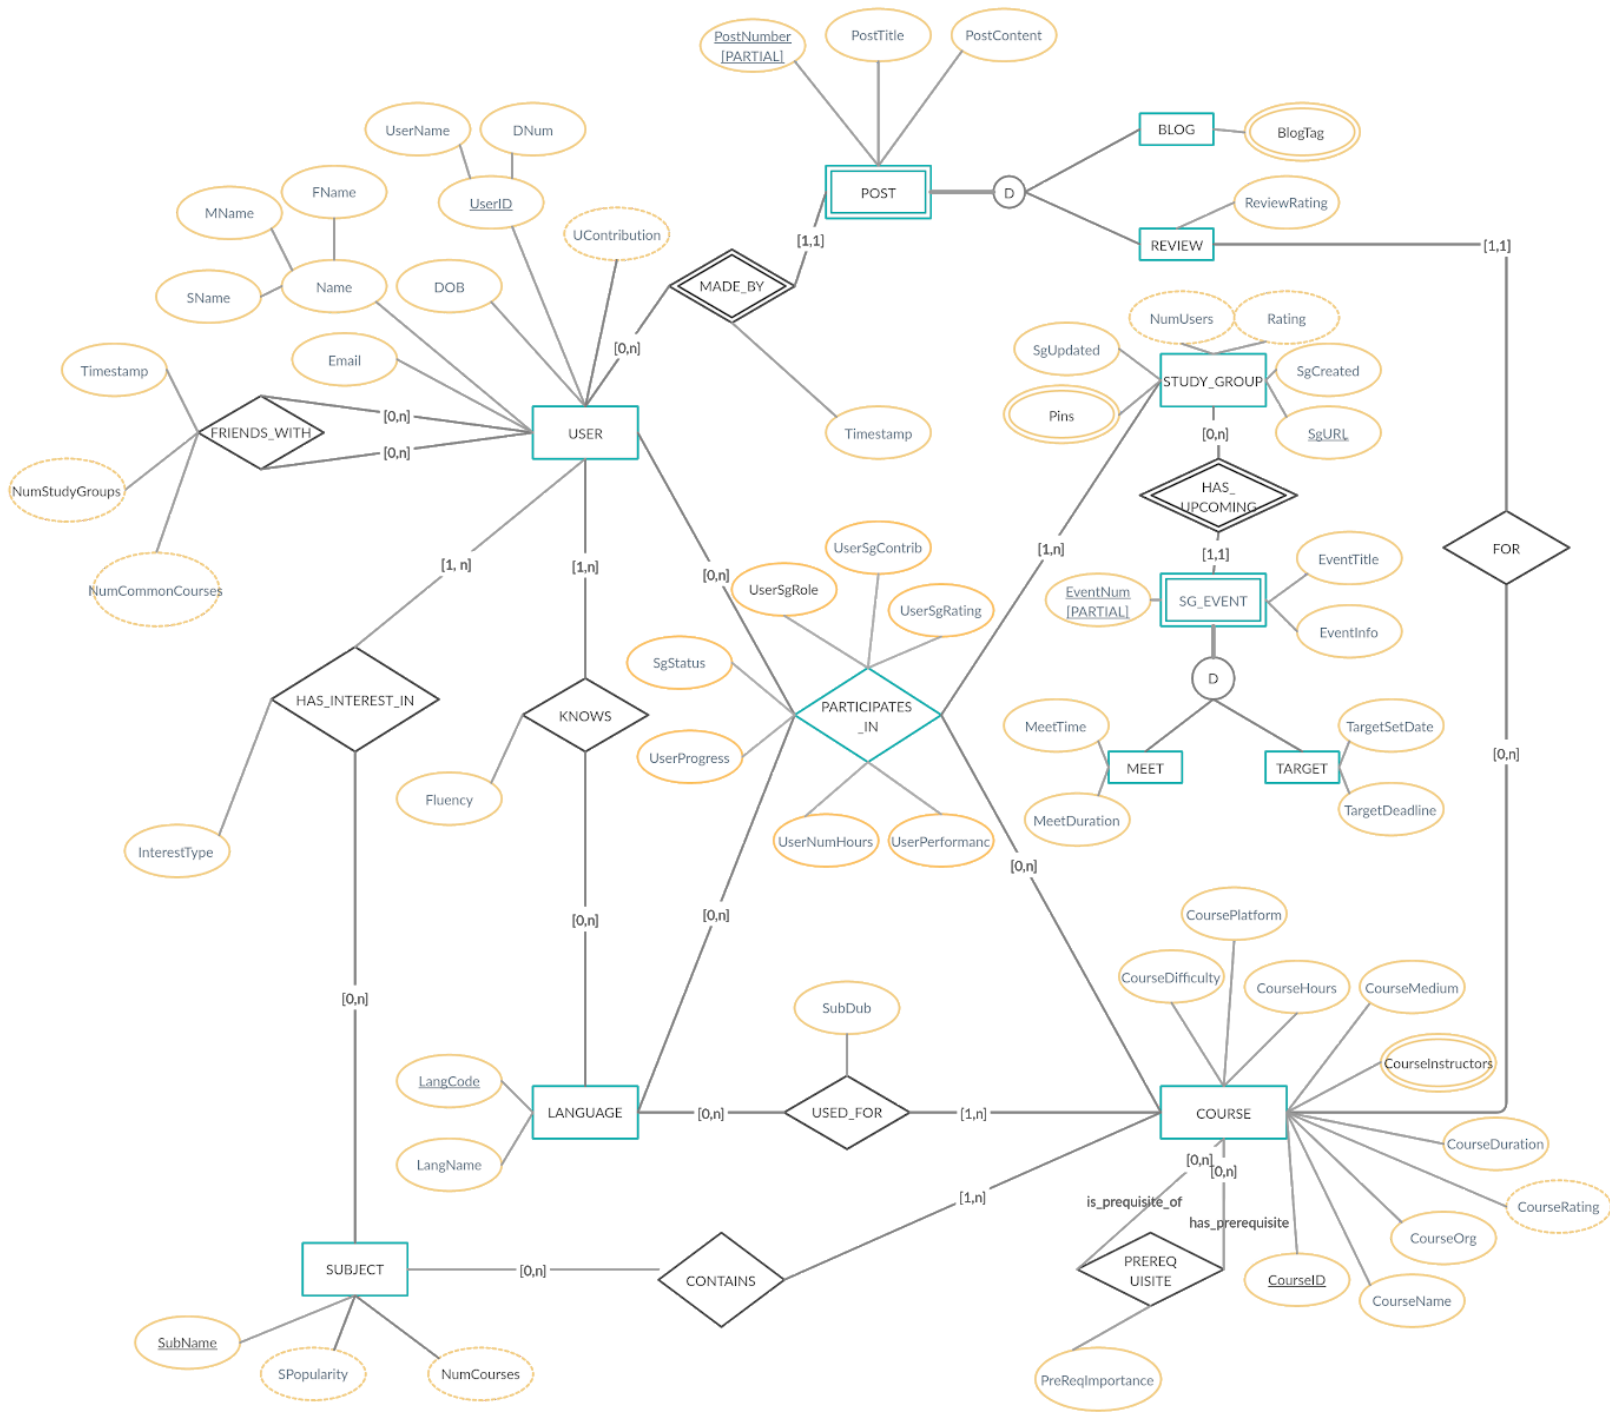 PostNumber
[PARTIAL]
PostTitle
PostContent
UserName
DNum
BLOG
BlogTag
FName
MName
UserID
POST
D
ReviewRating
UContribution
[1,1]
REVIEW
[1,1]
SName
Name
DOB
MADE_BY
NumUsers
Rating
[0,n]
SgUpdated
Email
Timestamp
STUDY_GROUP
SgCreated
Pins
[0,n]
FRIENDS_WITH
[0,n]
USER
Timestamp
[0,n]
SgURL
NumStudyGroups
HAS_
UPCOMING
[1, n]
[1,n]
[0,n]
UserSgContrib
[1,n]
[1,1]
FOR
EventTitle
NumCommonCourses
UserSgRole
UserSgRating
EventNum
[PARTIAL]
SG_EVENT
EventInfo
SgStatus
D
HAS_INTEREST_IN
KNOWS
PARTICIPATES
_IN
MeetTime
TargetSetDate
UserProgress
MEET
TARGET
[0,n]
Fluency
MeetDuration
TargetDeadline
InterestType
UserNumHours
UserPerformanc
[0,n]
[0,n]
[0,n]
CoursePlatform
CourseDifficulty
CourseHours
CourseMedium
[0,n]
SubDub
CourseInstructors
LangCode
LANGUAGE
[0,n]
USED_FOR
[1,n]
COURSE
LangName
CourseDuration
[0,n]
[0,n]
is_prequisite_of
[1,n]
has_prerequisite
CourseRating
CourseOrg
SUBJECT
[0,n]
CONTAINS
PREREQ
UISITE
CourseID
CourseName
SubName
SPopularity
NumCourses
PreReqImportance